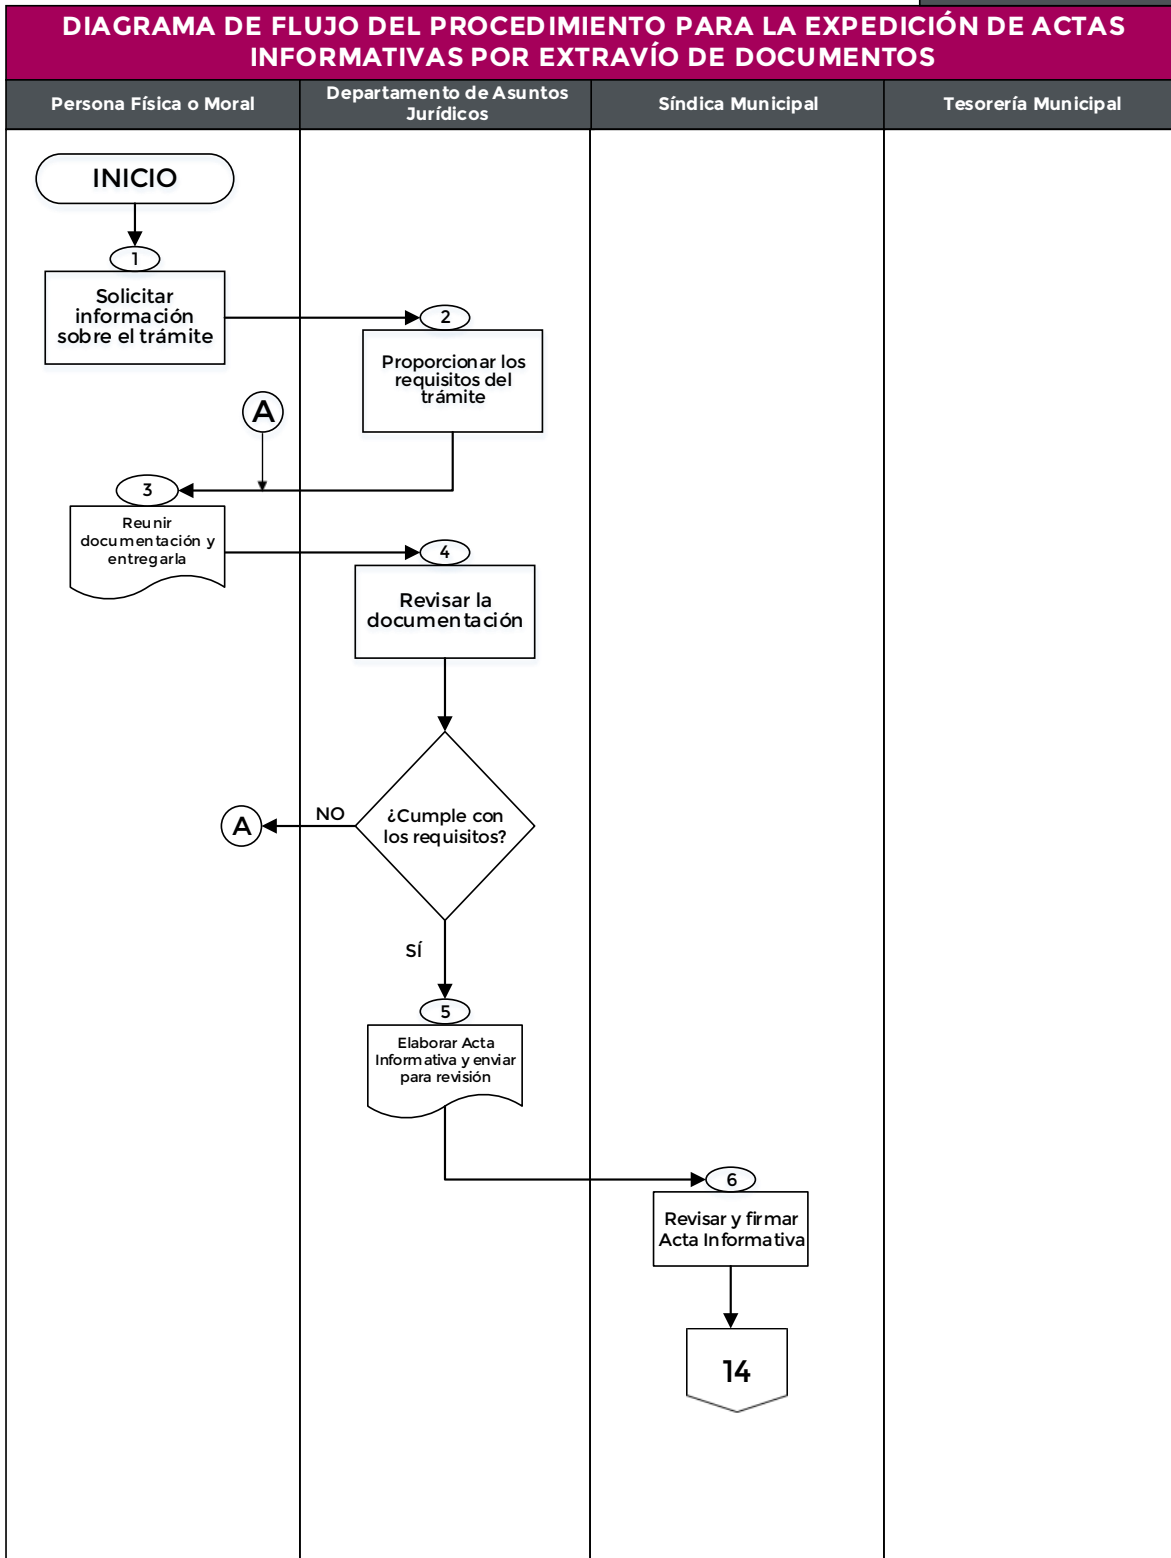 DIAGRAMA DE FLUJO DEL PROCEDIMIENTO PARA LA EXPEDICIÓN DE ACTAS
INFORMATIVAS POR EXTRAVÍO DE DOCUMENTOS
Persona Física o Moral
Departamento de Asuntos
Jurídicos
Síndica Municipal
Tesorería Municipal
INICIO
1
Solicitar
información
sobre el trámite
2
Proporcionar los
requisitos del
trámite
A
3
Reunir
documentación y
entregarla
4
Revisar la
documentación
¿Cumple con
los requisitos?
NO
A
SÍ
5
Elaborar Acta
Informativa y enviar
para revisión
6
Revisar y firmar
Acta Informativa
14